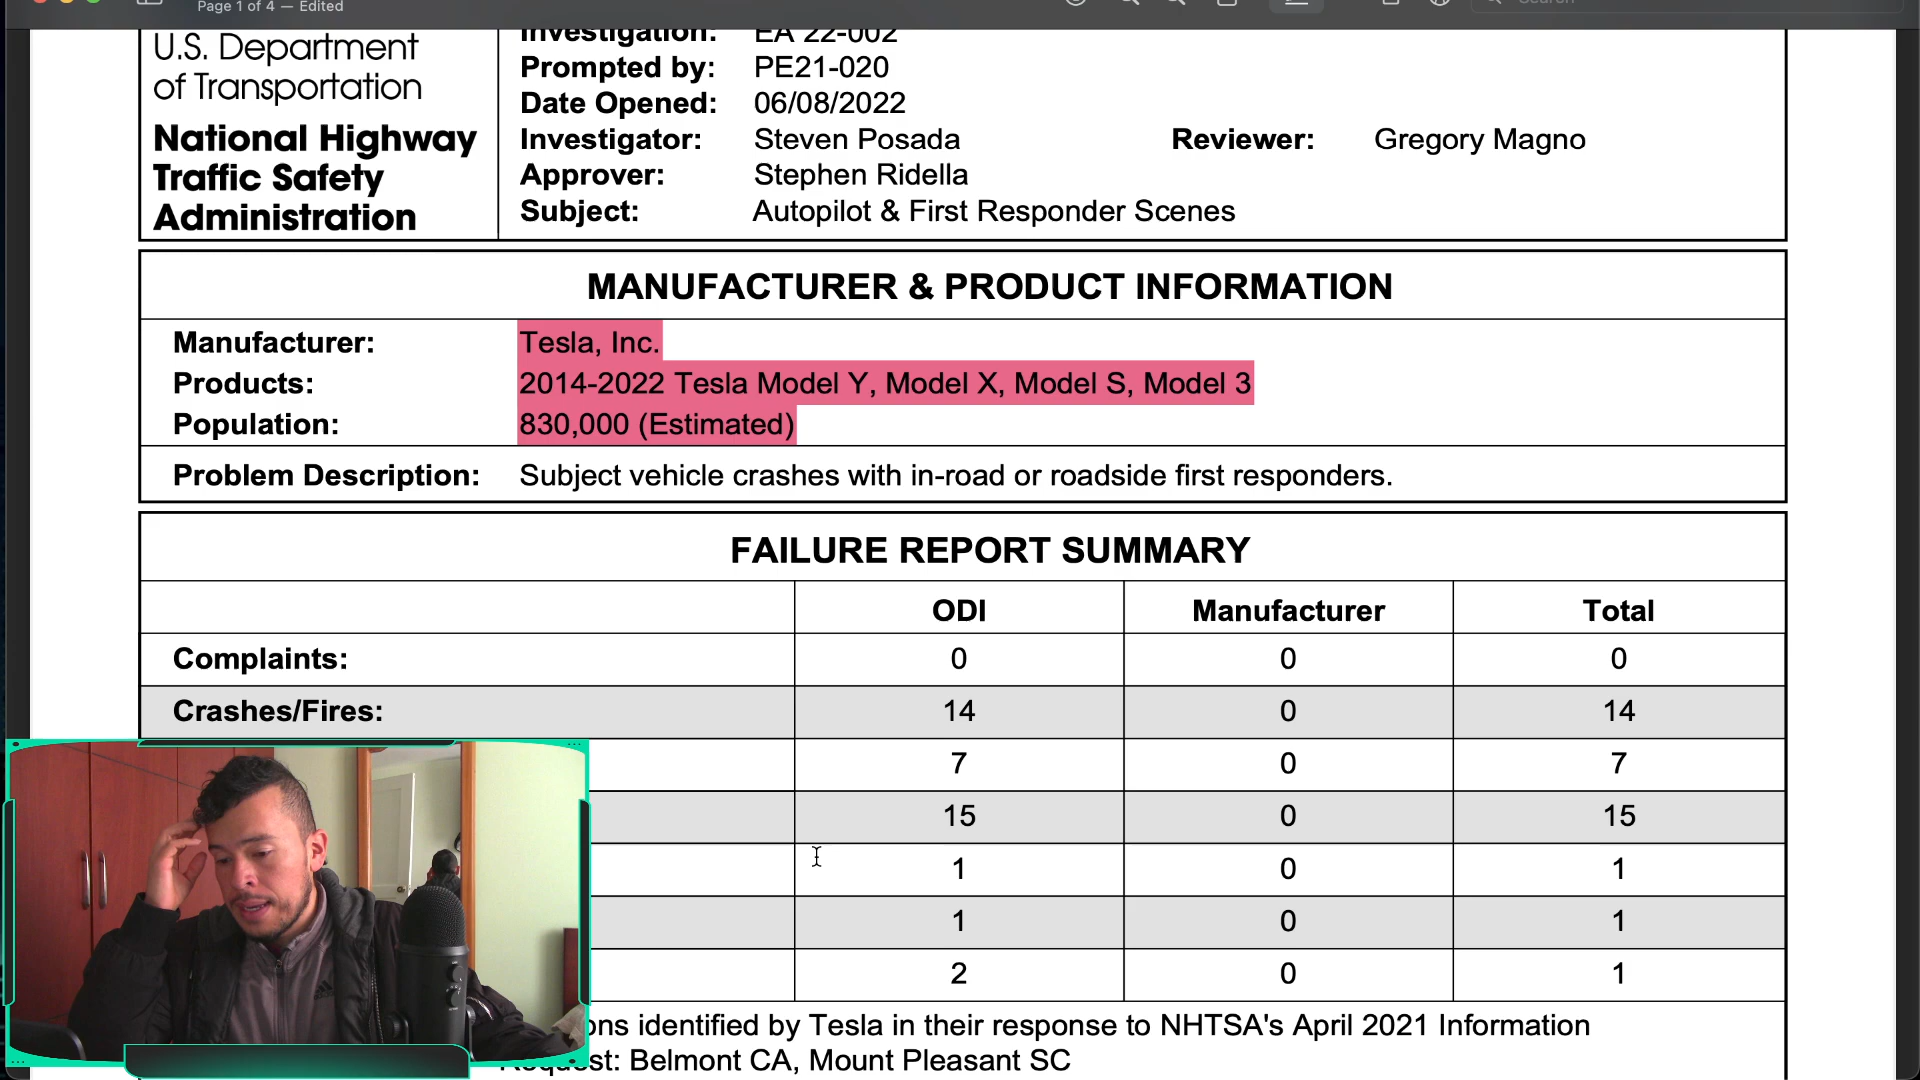 Page 1 of 4 — Edited
Search
U.S. Department
of Transportation
National Highway
Traffic Safety
Administration
Investigation: EA 22-002
Prompted by: PE21-020
Date Opened: 06/08/2022
Investigator: Steven Posada Reviewer: Gregory Magno
Approver: Stephen Ridella
Subject: Autopilot & First Responder Scenes
MANUFACTURER & PRODUCT INFORMATION
Manufacturer: Tesla, Inc.
Products: 2014-2022 Tesla Model Y, Model X, Model S, Model 3
Population: 830,000 (Estimated)
Problem Description: Subject vehicle crashes with in-road or roadside first responders.
FAILURE REPORT SUMMARY
ODI Manufacturer Total
Complaints: 0 0 0
Crashes/Fires: 14 0 14
7 0 7
15 0 15
1 0 1
1 0 1
2 0 1
ons identified by Tesla in their response to NHTSA's April 2021 Information
st: Belmont CA, Mount Pleasant SC